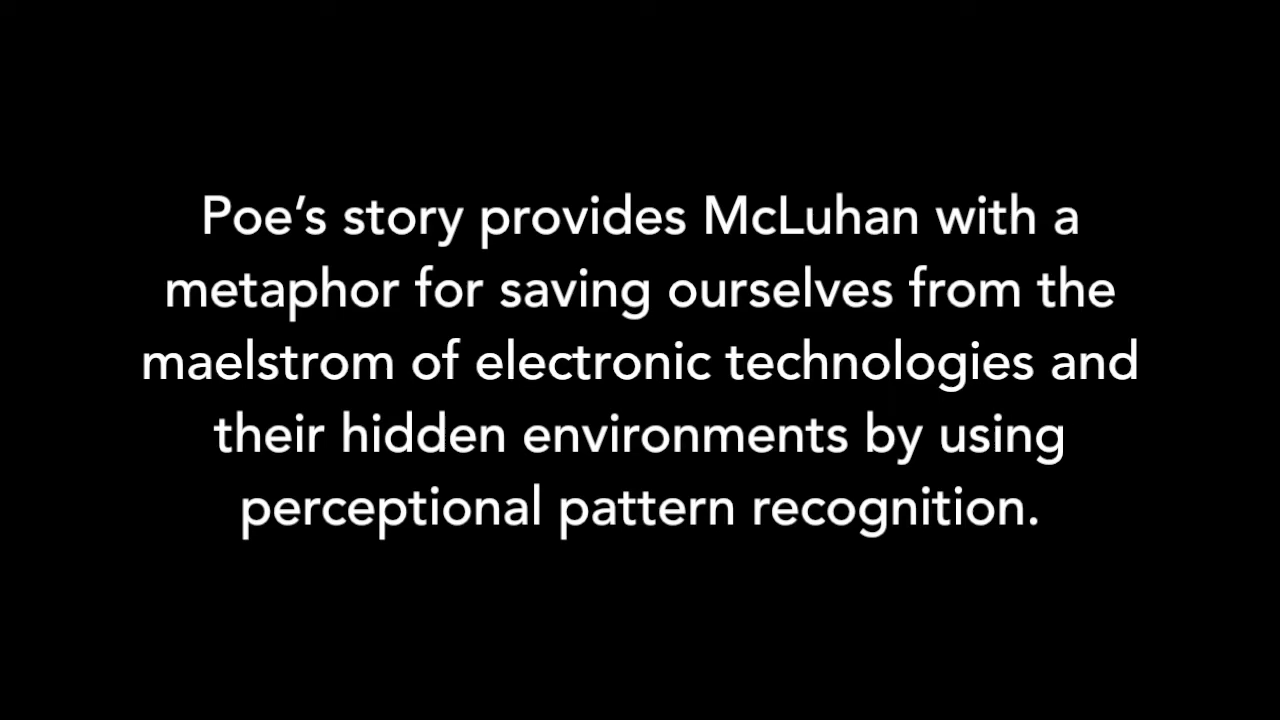 Poe’s story provides McLuhan with a
metaphor for saving ourselves from the
maelstrom of electronic technologies and
their hidden environments by using
perceptional pattern recognition.